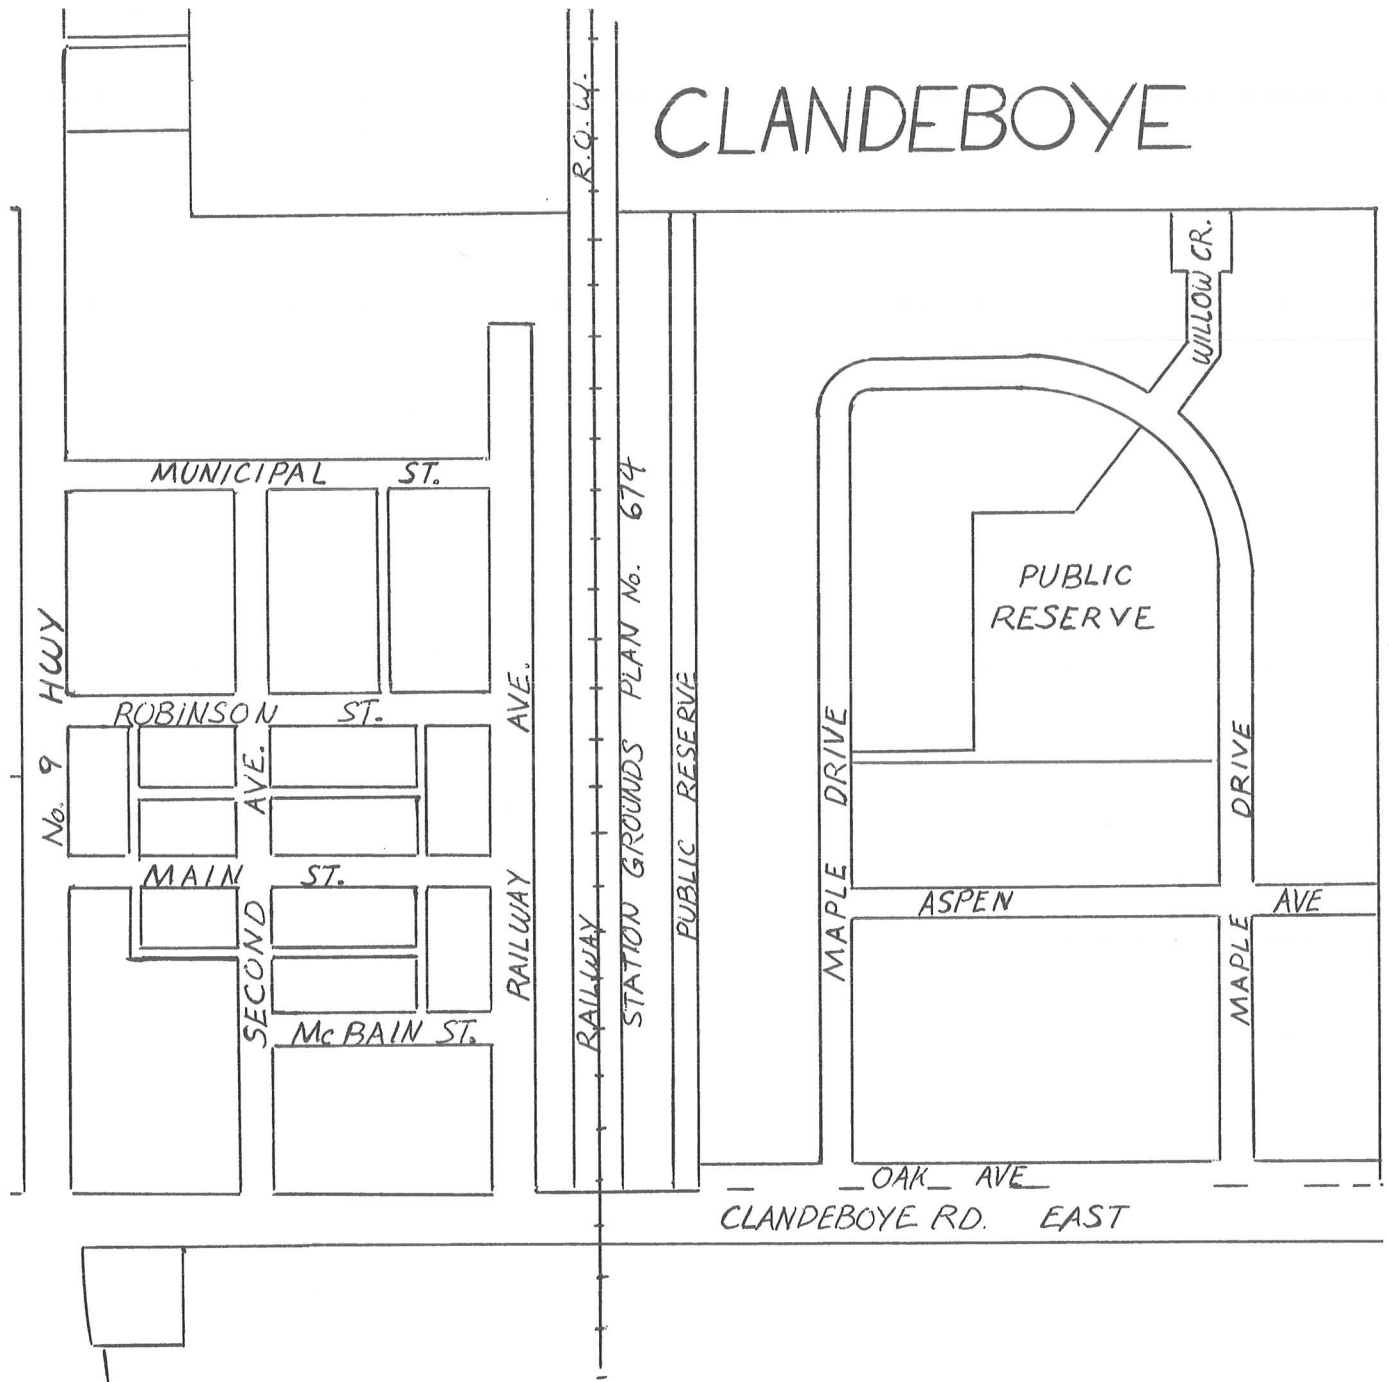 CLANDEBOYE
R.O.W.
WILLOW CR.
MUNICIPAL ST.
STATION GROUNDS PLAN No. 674
PUBLIC
RESERVE
No. 9 HWY
ROBINSON ST.
SECOND AVE.
RAILWAY AVE.
RAILWAY
PUBLIC RESERVE
MAPLE DRIVE
MAPLE DRIVE
MAIN ST.
ASPEN AVE
McBAIN ST.
OAK AVE
CLANDEBOYE RD. EAST